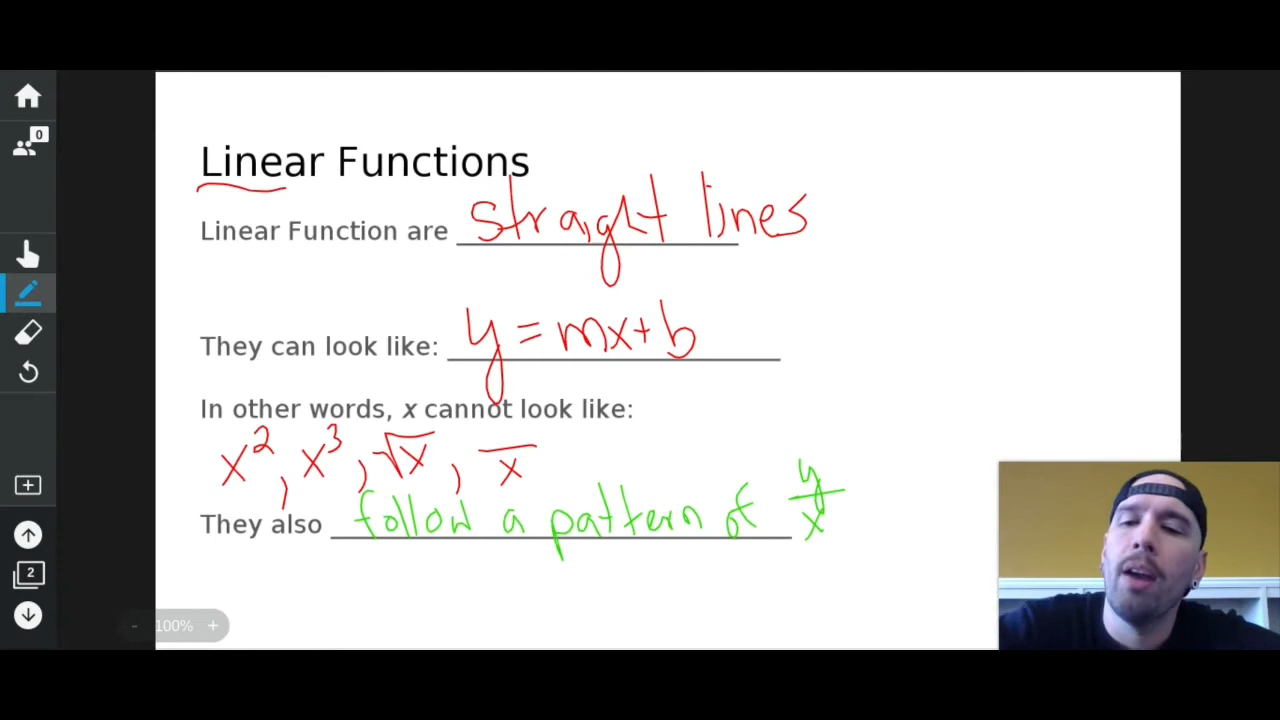 0
Linear Functions
Linear Function are straight lines
They can look like: y = mx+b
In other words, x cannot look like:
x², x³, √x, —/x
They also follow a pattern of y/x
2
- 100% +